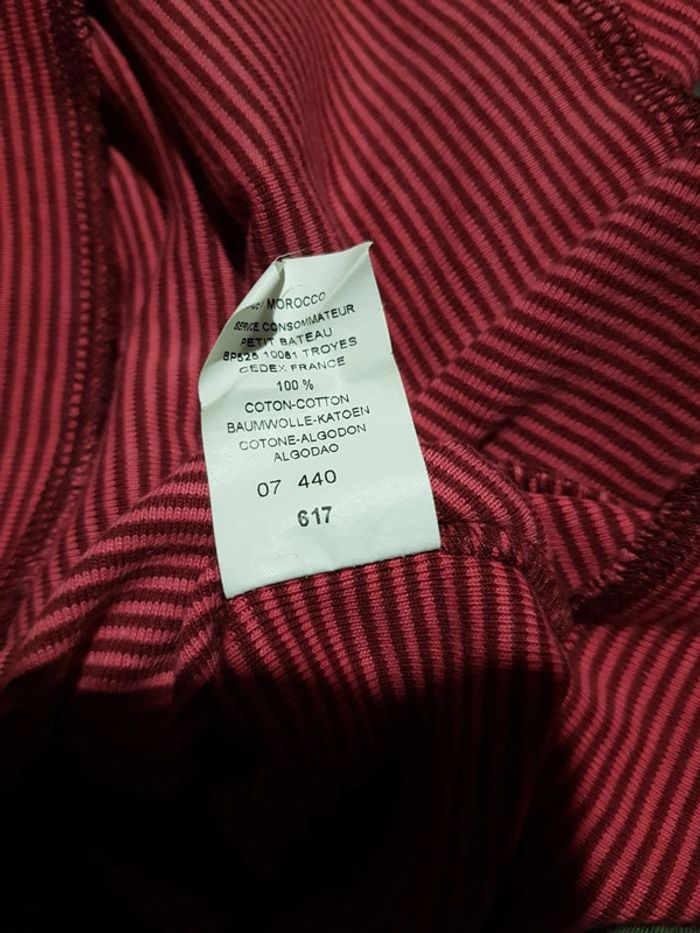 MOROCCO
SERVICE CONSOMMATEUR
PETIT BATEAU
BP525 10081 TROYES
CEDEX FRANCE
100 %
COTON-COTTON
BAUMWOLLE-KATOEN
COTONE-ALGODON
ALGODAO
07 440
617